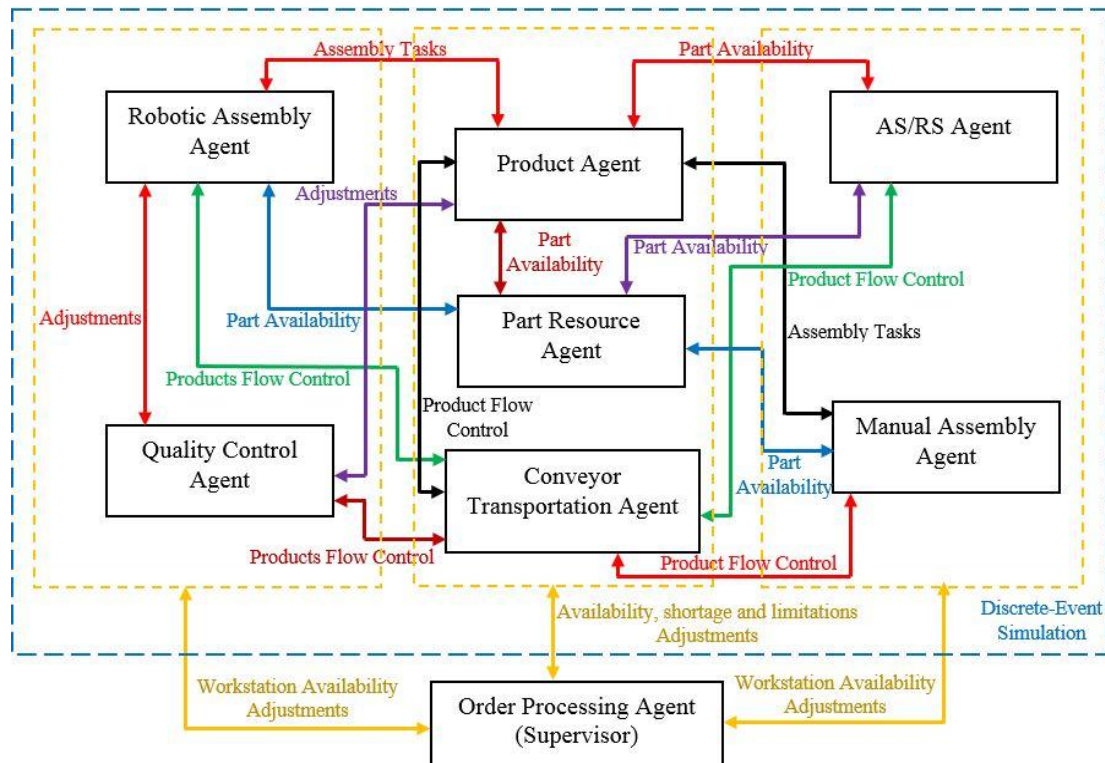 Assembly Tasks
Part Availability
Robotic Assembly
Agent
AS/RS Agent
Product Agent
Adjustments
Part
Availability
Part Availability
Product Flow Control
Adjustments
Part Availability
Part Resource
Agent
Assembly Tasks
Products Flow Control
Product Flow
Control
Manual Assembly
Agent
Quality Control
Agent
Conveyor
Transportation Agent
Part
Availability
Products Flow Control
Product Flow Control
Availability, shortage and limitations
Adjustments
Discrete-Event
Simulation
Workstation Availability
Adjustments
Workstation Availability
Adjustments
Order Processing Agent
(Supervisor)